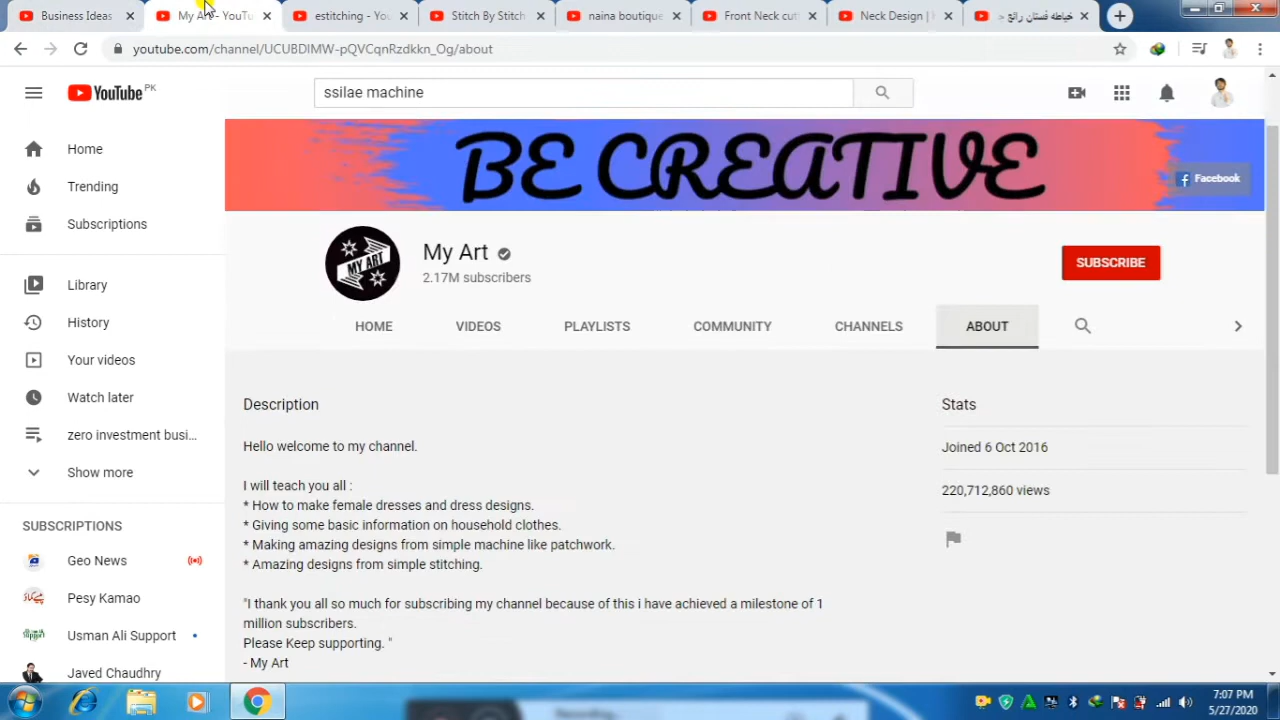 Business Ideas
My Art - YouTu
estitching - You
Stitch By Stitch
naina boutique
Front Neck cut
Neck Design |
خياطه فستان رائع
youtube.com/channel/UCUBDIMW-pQVCqnRzdkkn_Og/about
YouTube PK
ssilae machine
Home
Trending
Subscriptions
Library
History
Your videos
Watch later
zero investment busi...
Show more
SUBSCRIPTIONS
Geo News
Pesy Kamao
Usman Ali Support
Javed Chaudhry
BE CREATIVE
Facebook
MY ART
My Art
2.17M subscribers
SUBSCRIBE
HOME
VIDEOS
PLAYLISTS
COMMUNITY
CHANNELS
ABOUT
Description
Hello welcome to my channel.
I will teach you all :
* How to make female dresses and dress designs.
* Giving some basic information on household clothes.
* Making amazing designs from simple machine like patchwork.
* Amazing designs from simple stitching.
"I thank you all so much for subscribing my channel because of this i have achieved a milestone of 1
million subscribers.
Please Keep supporting. "
- My Art
Stats
Joined 6 Oct 2016
220,712,860 views
Recording...
7:07 PM
5/27/2020